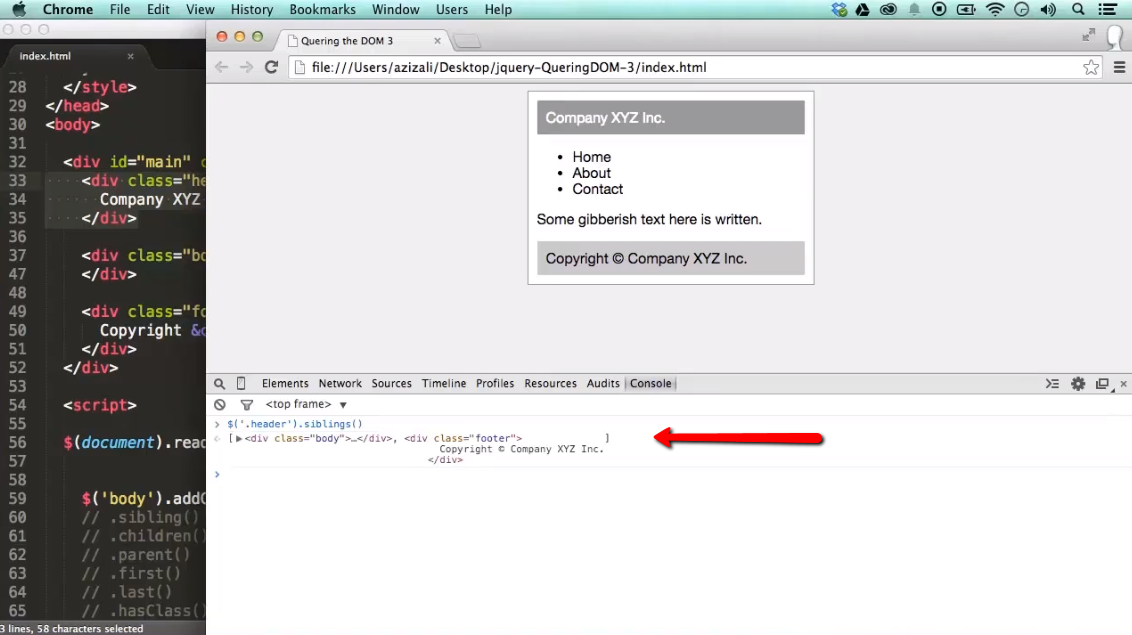 Chrome File Edit View History Bookmarks Window Users Help
index.html
Quering the DOM 3
file:///Users/azizali/Desktop/jquery-QueringDOM-3/index.html
28 </style>
29 </head>
30 <body>
31
32 <div id="main"
33 <div class="he
34 Company XYZ
35 </div>
36
37 <div class="bo
47 </div>
48
49 <div class="fo
50 Copyright &c
51 </div>
52 </div>
53
54 <script>
55
56 $(document).read
57
58
59 $('body').addC
60 // .sibling()
61 // .children()
62 // .parent()
63 // .first()
64 // .last()
65 // .hasClass()
3 lines, 58 characters selected
Company XYZ Inc.
• Home
• About
• Contact
Some gibberish text here is written.
Copyright © Company XYZ Inc.
Elements Network Sources Timeline Profiles Resources Audits Console
<top frame>
$('.header').siblings()
[<div class="body">…</div>, <div class="footer"> ]
Copyright © Company XYZ Inc.
</div>